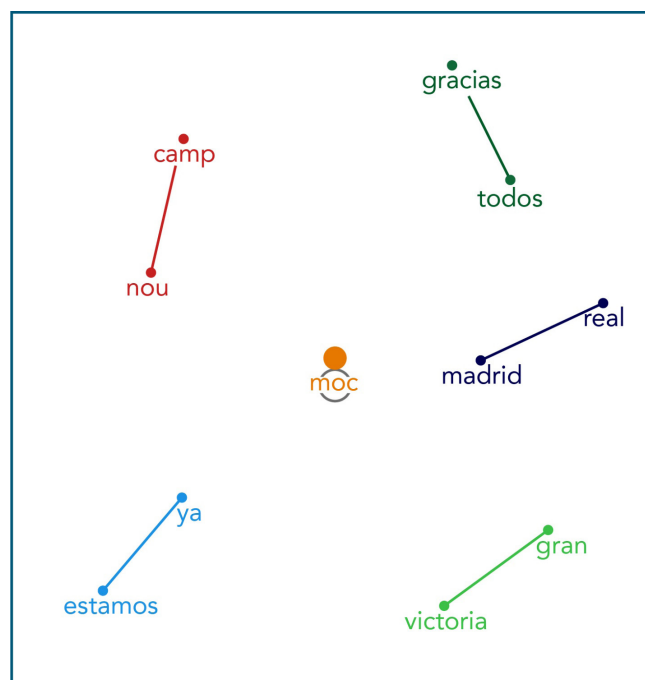 gracias
camp
todos
nou
real
madrid
moc
ya
gran
estamos
victoria